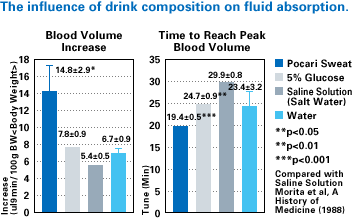 The influence of drink composition on fluid absorption.
Blood Volume
Increase
Increase
(ul9min/100g BW<Body Weight>)
18
16
14
12
10
8
6
4
2
0
14.8±2.9*
7.8±0.9
5.4±0.5
6.7±0.9
Time to Reach Peak
Blood Volume
Tune (Min)
35
30
25
20
15
10
5
0
19.4±0.5***
24.7±0.9**
29.9±0.8
23.4±3.2
Pocari Sweat
5% Glucose
Saline Solution
(Salt Water)
Water
**p<0.05
**p<0.01
***p<0.001
Compared with
Saline Solution
Morita et al, A
History of
Medicine (1988)